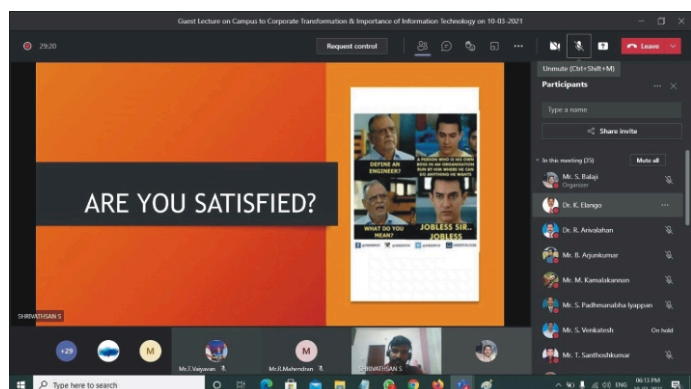 Guest Lecture on Campus to Corporate Transformation & Importance of Information Technology on 10-03-2021
29:20
Request control
Leave
Unmute (Ctrl+Shift+M)
Participants
Type a name
Share invite
In this meeting (35)
Mute all
Mr. S. Balaji
Organizer
Dr. K. Elango
Dr. R. Arivalahan
Mr. B. Arjunkumar
Mr. M. Kamalakannan
Mr. S. Padhmanabha Iyappan
Mr. S. Venkatesh
On hold
Mr. T. Santhoshkumar
ARE YOU SATISFIED?
DEFINE AN
ENGINEER?
A PERSON WHO IS HIS OWN
BOSS IN AN ORGANISATION
RUN BY HIM WHERE HE CAN
DO ANYTHING HE WANTS
WHAT DO YOU
MEAN?
JOBLESS SIR..
JOBLESS
SHRIVATHSAN S
+29
M
Mr.T.Vaiyavan
M
Mr.R.Mahendran
SHRIVATHSAN S
Type here to search
ENG
06:13 PM